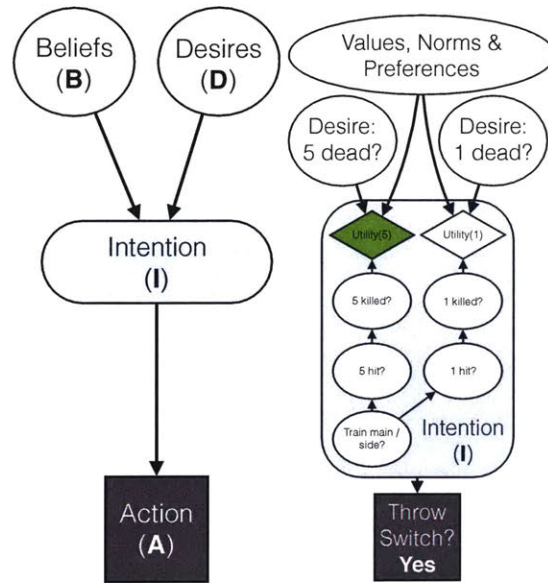 Beliefs
(B)
Desires
(D)
Intention
(I)
Action
(A)
Values, Norms &
Preferences
Desire:
5 dead?
Desire:
1 dead?
Utility(5)
Utility(1)
5 killed?
1 killed?
5 hit?
1 hit?
Train main /
side?
Intention
(I)
Throw
Switch?
Yes